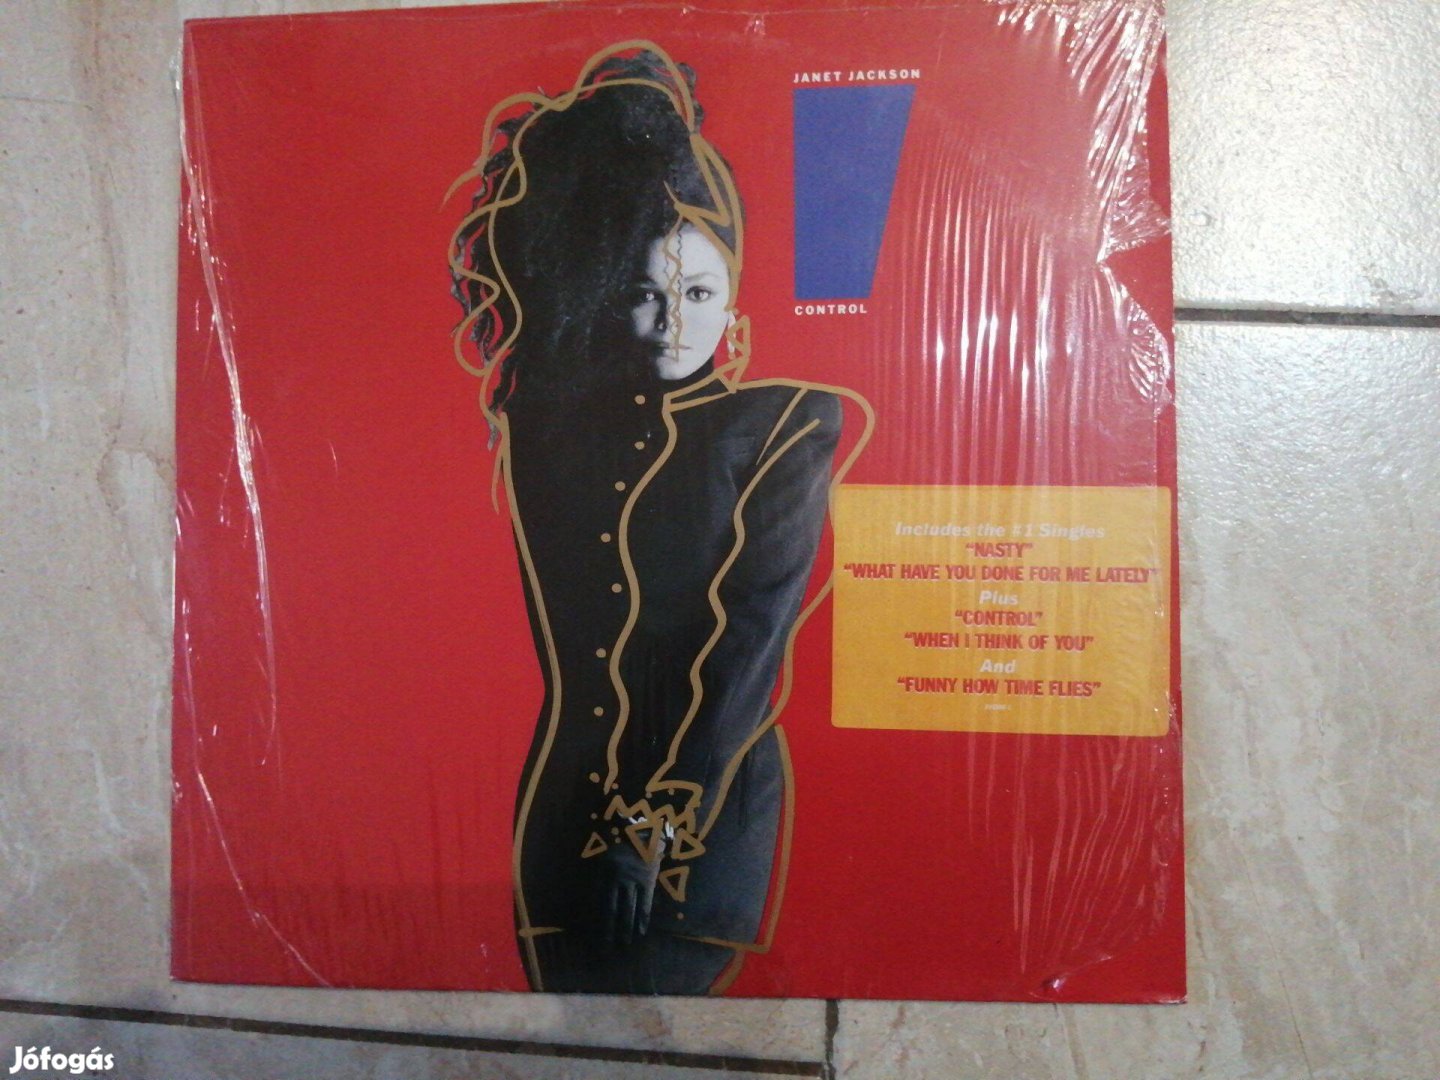 JANET JACKSON
CONTROL
Includes the #1 Singles
"NASTY"
"WHAT HAVE YOU DONE FOR ME LATELY"
Plus
"CONTROL"
"WHEN I THINK OF YOU"
And
"FUNNY HOW TIME FLIES"
Jófogás